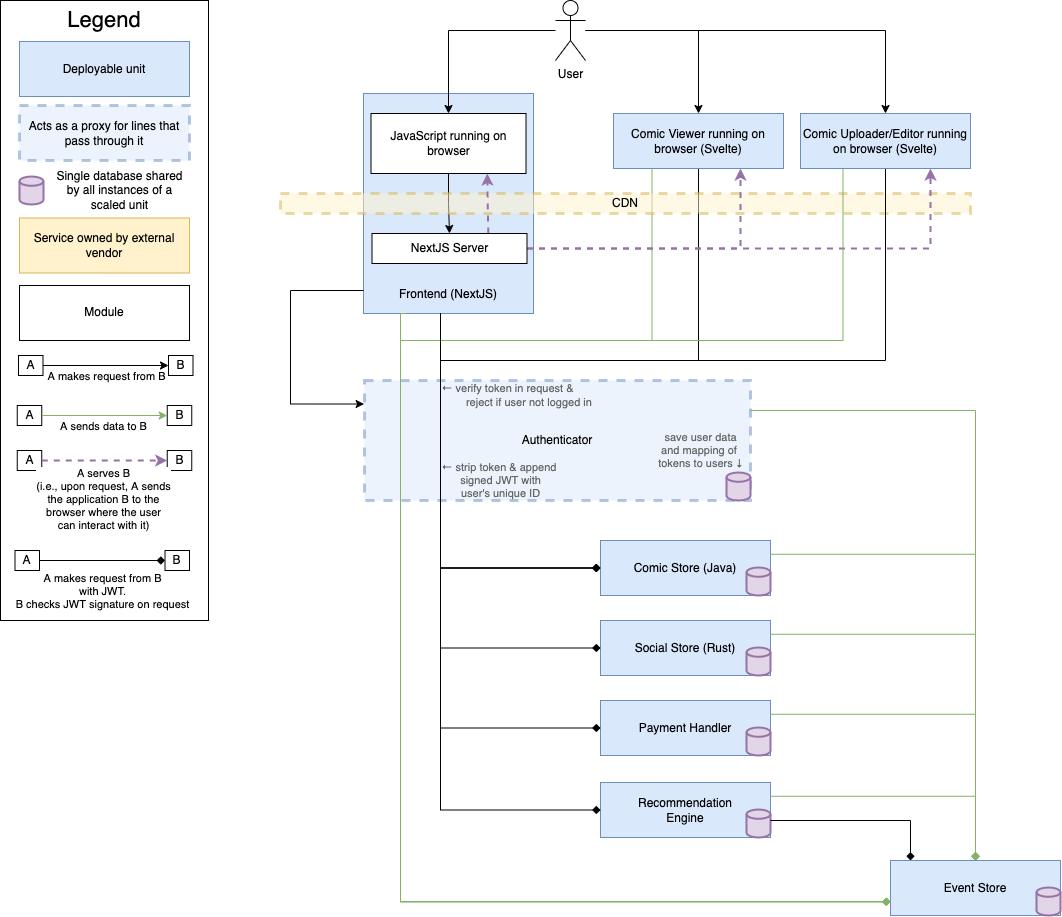 Legend
Deployable unit
Acts as a proxy for lines that
pass through it
Single database shared
by all instances of a
scaled unit
Service owned by external
vendor
Module
A
B
A makes request from B
A
B
A sends data to B
A
B
A serves B
(i.e., upon request, A sends
the application B to the
browser where the user
can interact with it)
A
B
A makes request from B
with JWT.
B checks JWT signature on request
User
JavaScript running on
browser
Comic Viewer running on
browser (Svelte)
Comic Uploader/Editor running
on browser (Svelte)
CDN
NextJS Server
Frontend (NextJS)
← verify token in request &
reject if user not logged in
Authenticator
save user data
and mapping of
tokens to users ↓
← strip token & append
signed JWT with
user's unique ID
Comic Store (Java)
Social Store (Rust)
Payment Handler
Recommendation
Engine
Event Store